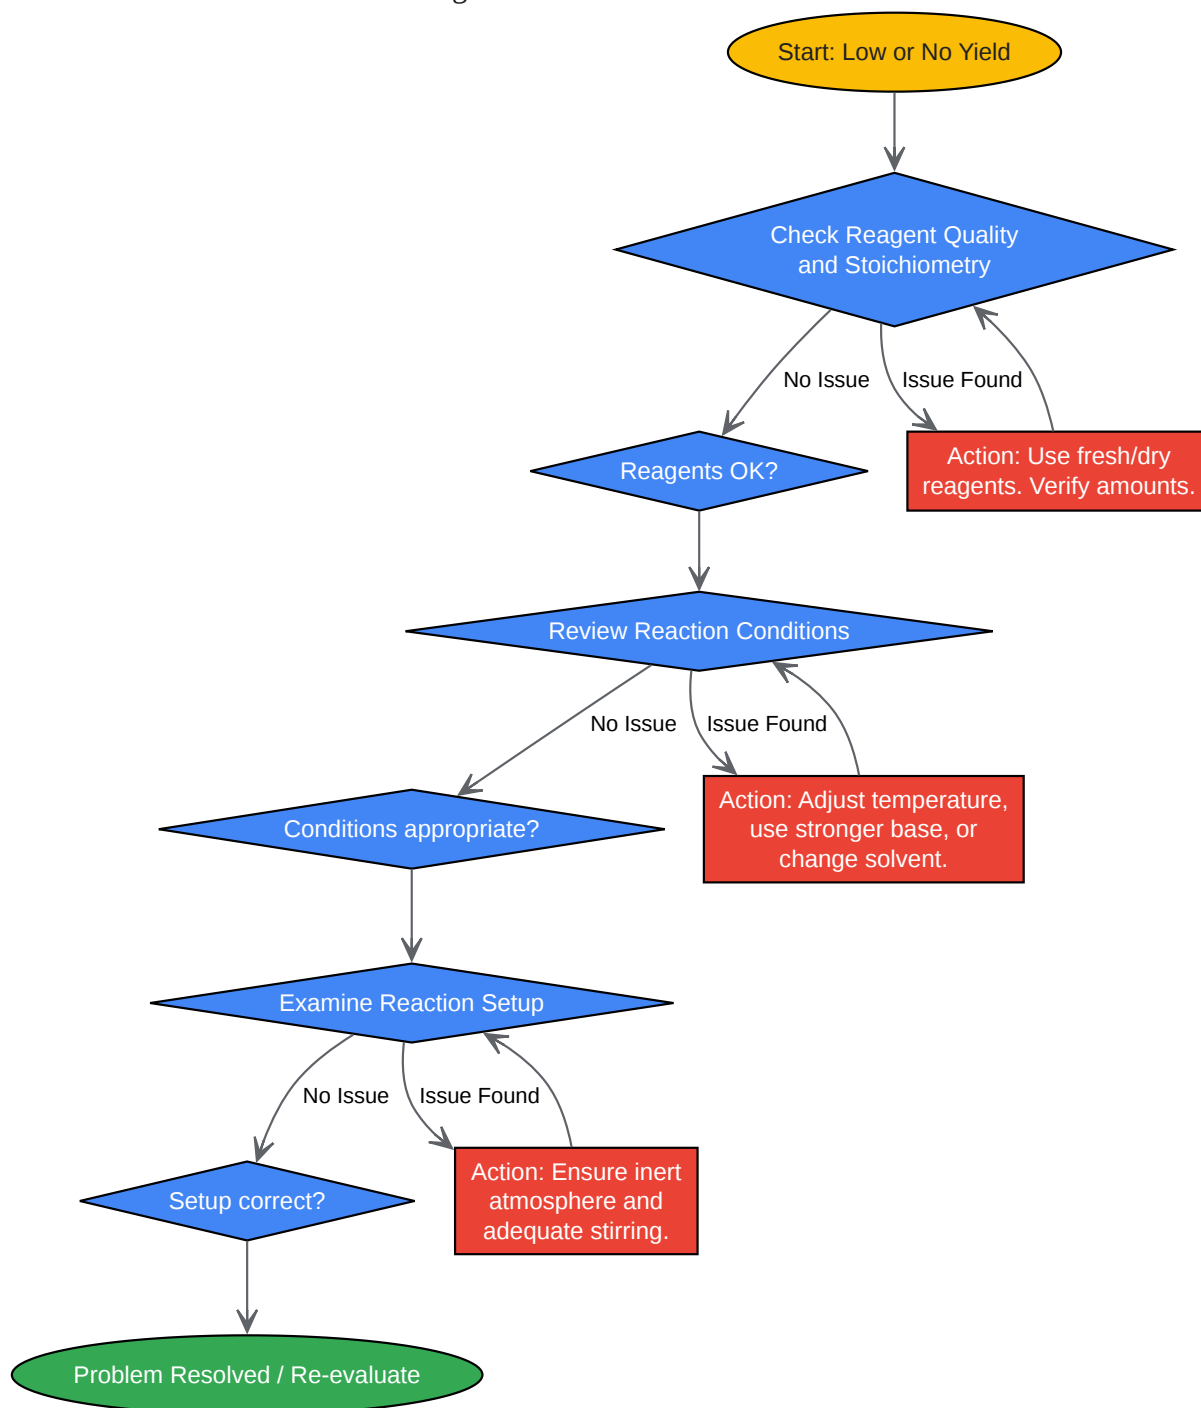 Start: Low or No Yield
Check Reagent Quality
and Stoichiometry
No Issue
Issue Found
Reagents OK?
Action: Use fresh/dry
reagents. Verify amounts.
Review Reaction Conditions
No Issue
Issue Found
Conditions appropriate?
Action: Adjust temperature,
use stronger base, or
change solvent.
Examine Reaction Setup
No Issue
Issue Found
Setup correct?
Action: Ensure inert
atmosphere and
adequate stirring.
Problem Resolved / Re-evaluate